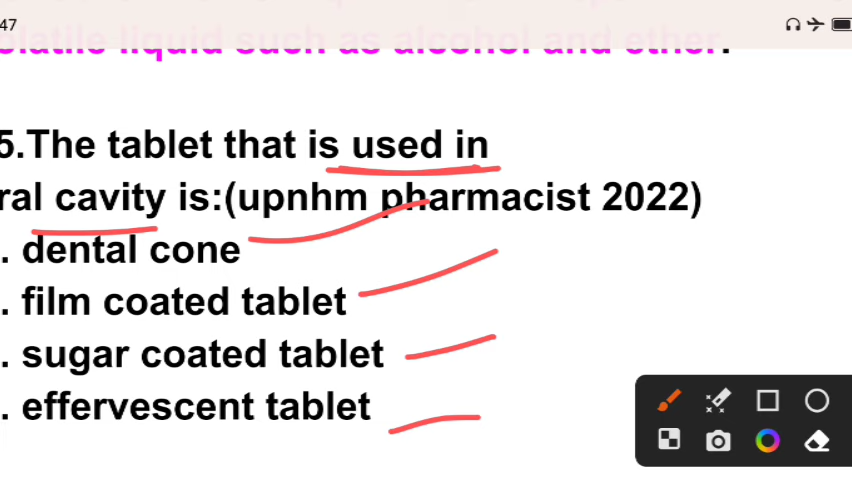 47
olatile liquid such as alcohol and ether.
5.The tablet that is used in
ral cavity is:(upnhm pharmacist 2022)
. dental cone
. film coated tablet
. sugar coated tablet
. effervescent tablet